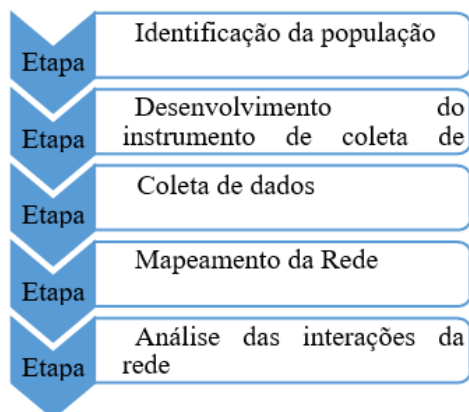 Identificação da população
Etapa
Desenvolvimento do
instrumento de coleta de
Etapa
Coleta de dados
Etapa
Mapeamento da Rede
Etapa
Análise das interações da
rede
Etapa